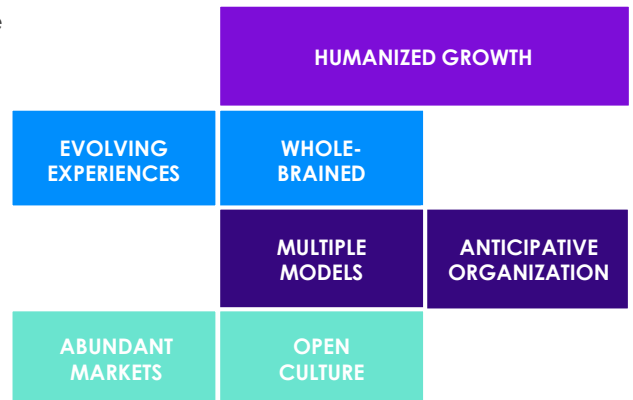 e
HUMANIZED GROWTH
EVOLVING
EXPERIENCES
WHOLE-
BRAINED
MULTIPLE
MODELS
ANTICIPATIVE
ORGANIZATION
ABUNDANT
MARKETS
OPEN
CULTURE